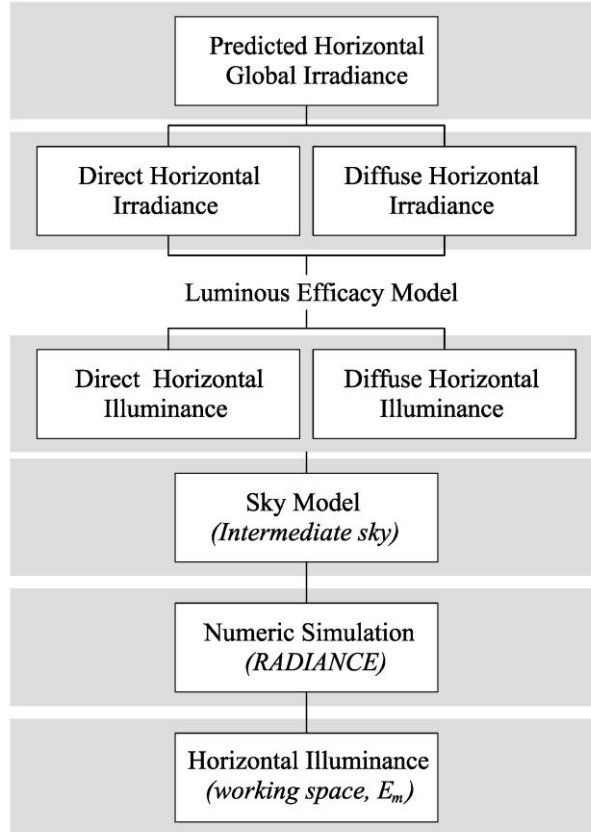 Predicted Horizontal
Global Irradiance
Direct Horizontal
Irradiance
Diffuse Horizontal
Irradiance
Luminous Efficacy Model
Direct Horizontal
Illuminance
Diffuse Horizontal
Illuminance
Sky Model
(Intermediate sky)
Numeric Simulation
(RADIANCE)
Horizontal Illuminance
(working space, Em)